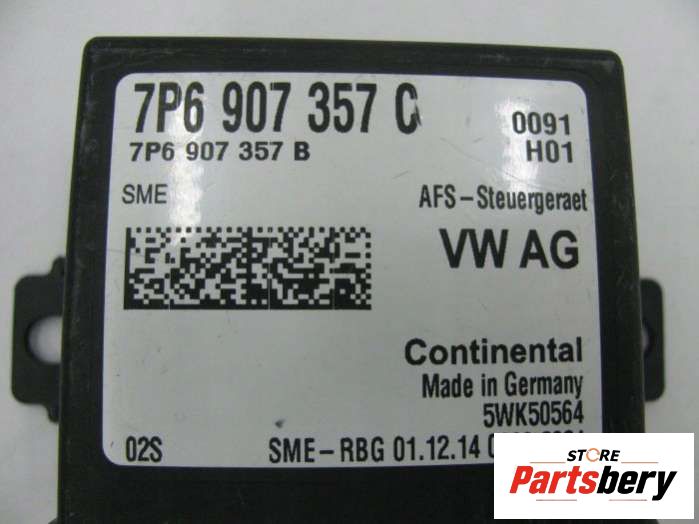 7P6 907 357 C
7P6 907 357 B
0091
H01
SME
AFS-Steuergeraet
VW AG
Continental
Made in Germany
5WK50564
02S
SME-RBG 01.12.14
STORE
Partsbery